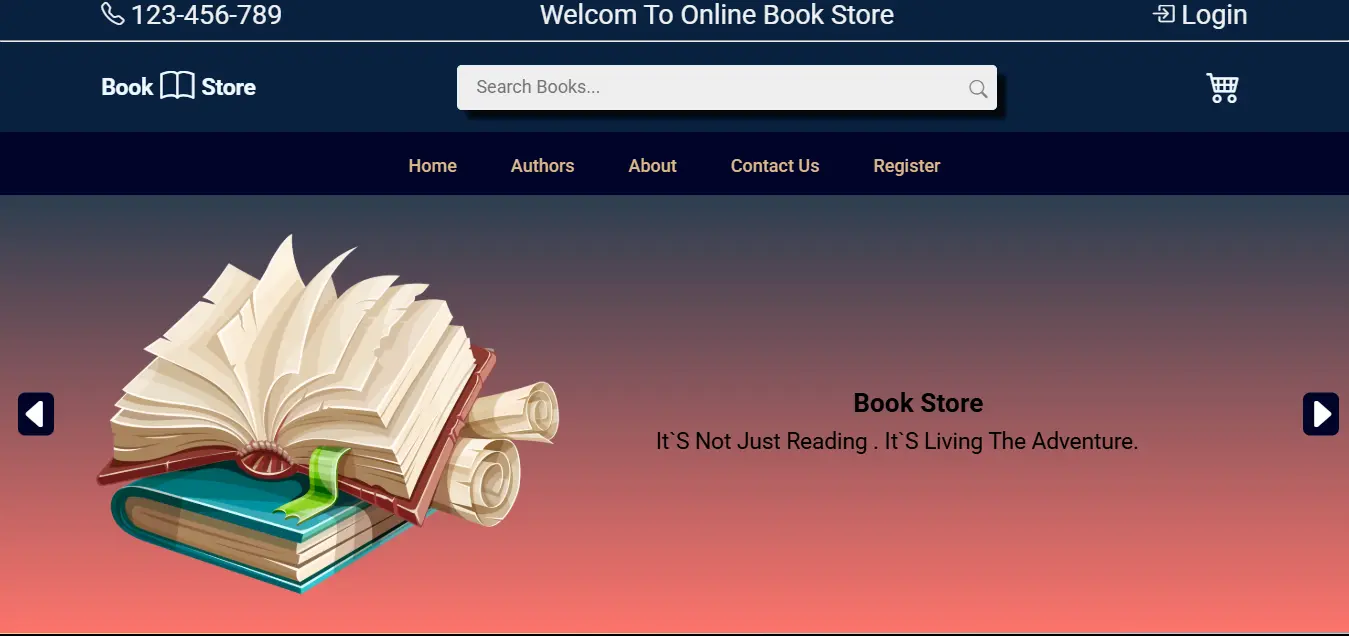 123-456-789 Welcom To Online Book Store Login
Book Store
Search Books...
Home Authors About Contact Us Register
Book Store
It`S Not Just Reading . It`S Living The Adventure.